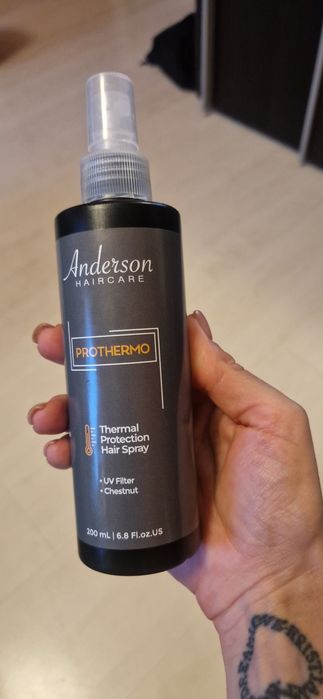 Anderson
HAIRCARE
PROTHERMO
Thermal
Protection
Hair Spray
• UV Filter
• Chestnut
200 mL | 6.8 Fl.oz.US